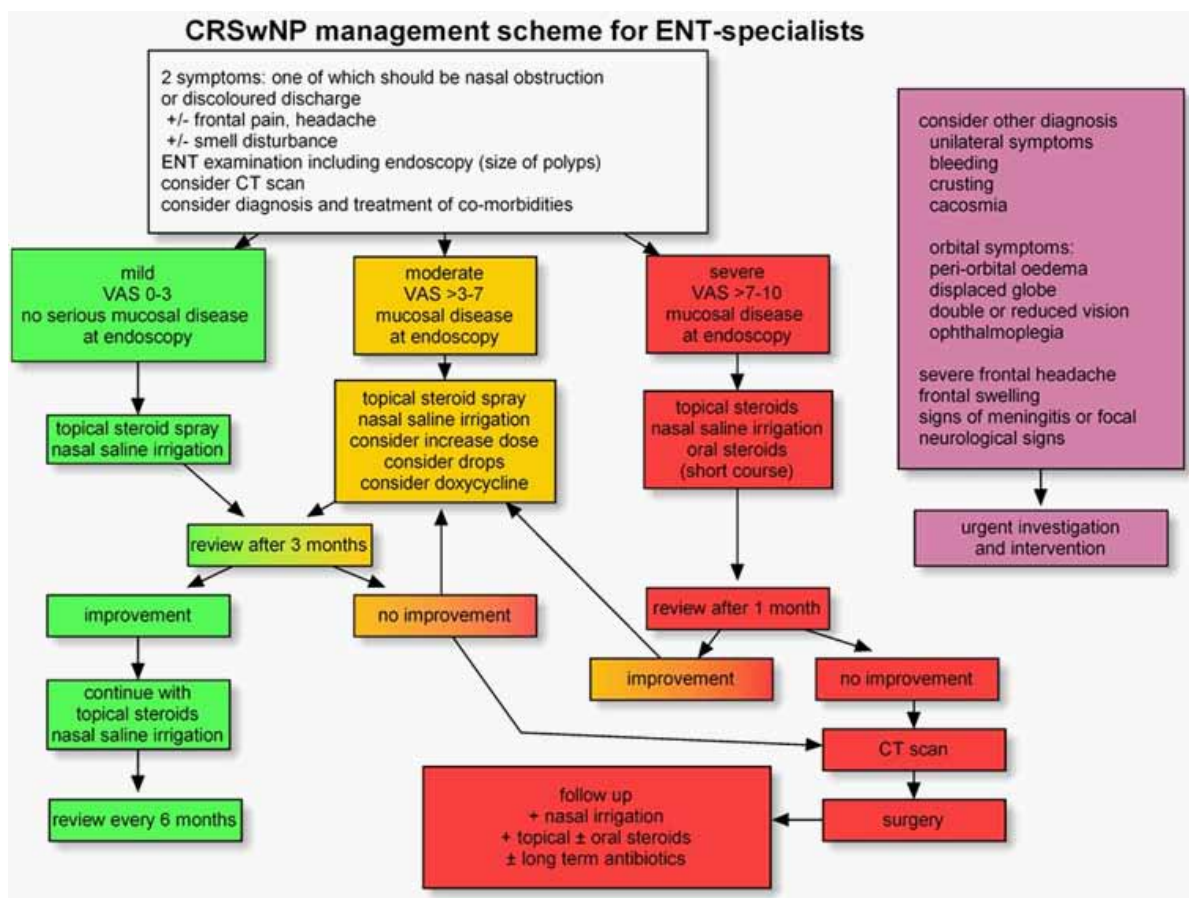 CRSwNP management scheme for ENT-specialists
2 symptoms: one of which should be nasal obstruction
or discoloured discharge
+/- frontal pain, headache
+/- smell disturbance
ENT examination including endoscopy (size of polyps)
consider CT scan
consider diagnosis and treatment of co-morbidities
mild
VAS 0-3
no serious mucosal disease
at endoscopy
moderate
VAS >3-7
mucosal disease
at endoscopy
severe
VAS >7-10
mucosal disease
at endoscopy
topical steroid spray
nasal saline irrigation
topical steroid spray
nasal saline irrigation
consider increase dose
consider drops
consider doxycycline
topical steroids
nasal saline irrigation
oral steroids
(short course)
review after 3 months
improvement
no improvement
continue with
topical steroids
nasal saline irrigation
review every 6 months
review after 1 month
improvement
no improvement
CT scan
surgery
follow up
+ nasal irrigation
+ topical ± oral steroids
± long term antibiotics
consider other diagnosis
unilateral symptoms
bleeding
crusting
cacosmia
orbital symptoms:
peri-orbital oedema
displaced globe
double or reduced vision
ophthalmoplegia
severe frontal headache
frontal swelling
signs of meningitis or focal
neurological signs
urgent investigation
and intervention